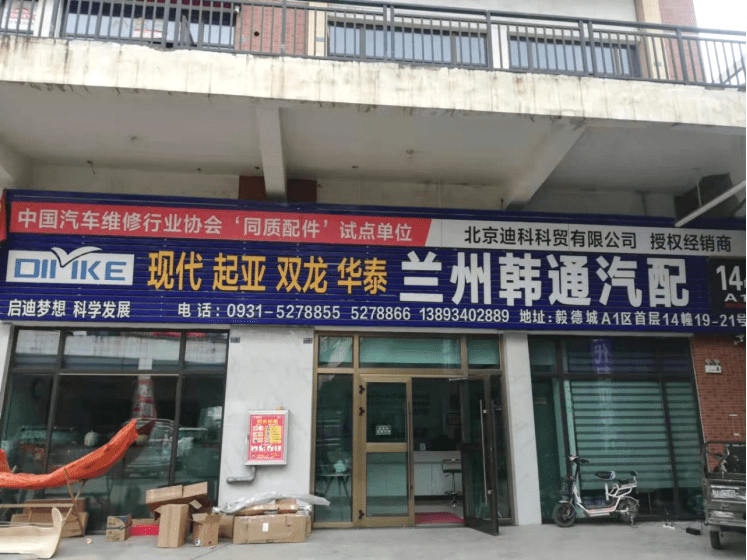 中国汽车维修行业协会‘同质配件’试点单位
北京迪科科贸有限公司 授权经销商
DIMKE
现代 起亚 双龙 华泰 兰州韩通汽配
14
A1
启迪梦想 科学发展
电话:0931-5278855 5278866 13893402889 地址:毅德城A1区首层14幢19-21号